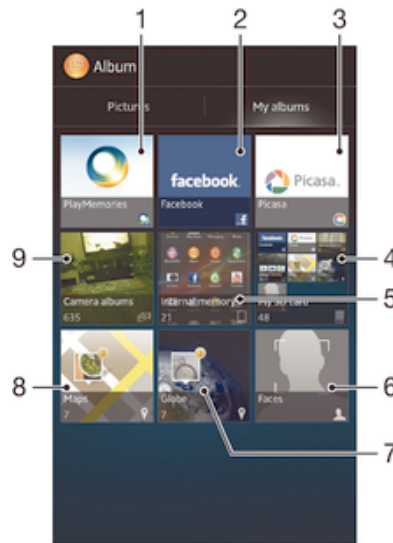 1
2
3
Album
Pictures
My albums
facebook.
Picasa.
PlayMemories
Facebook
Picasa
9
4
Camera albums
Internal memory
My SD card
5
635
21
48
8
6
Maps
Globe
Faces
7
7
7